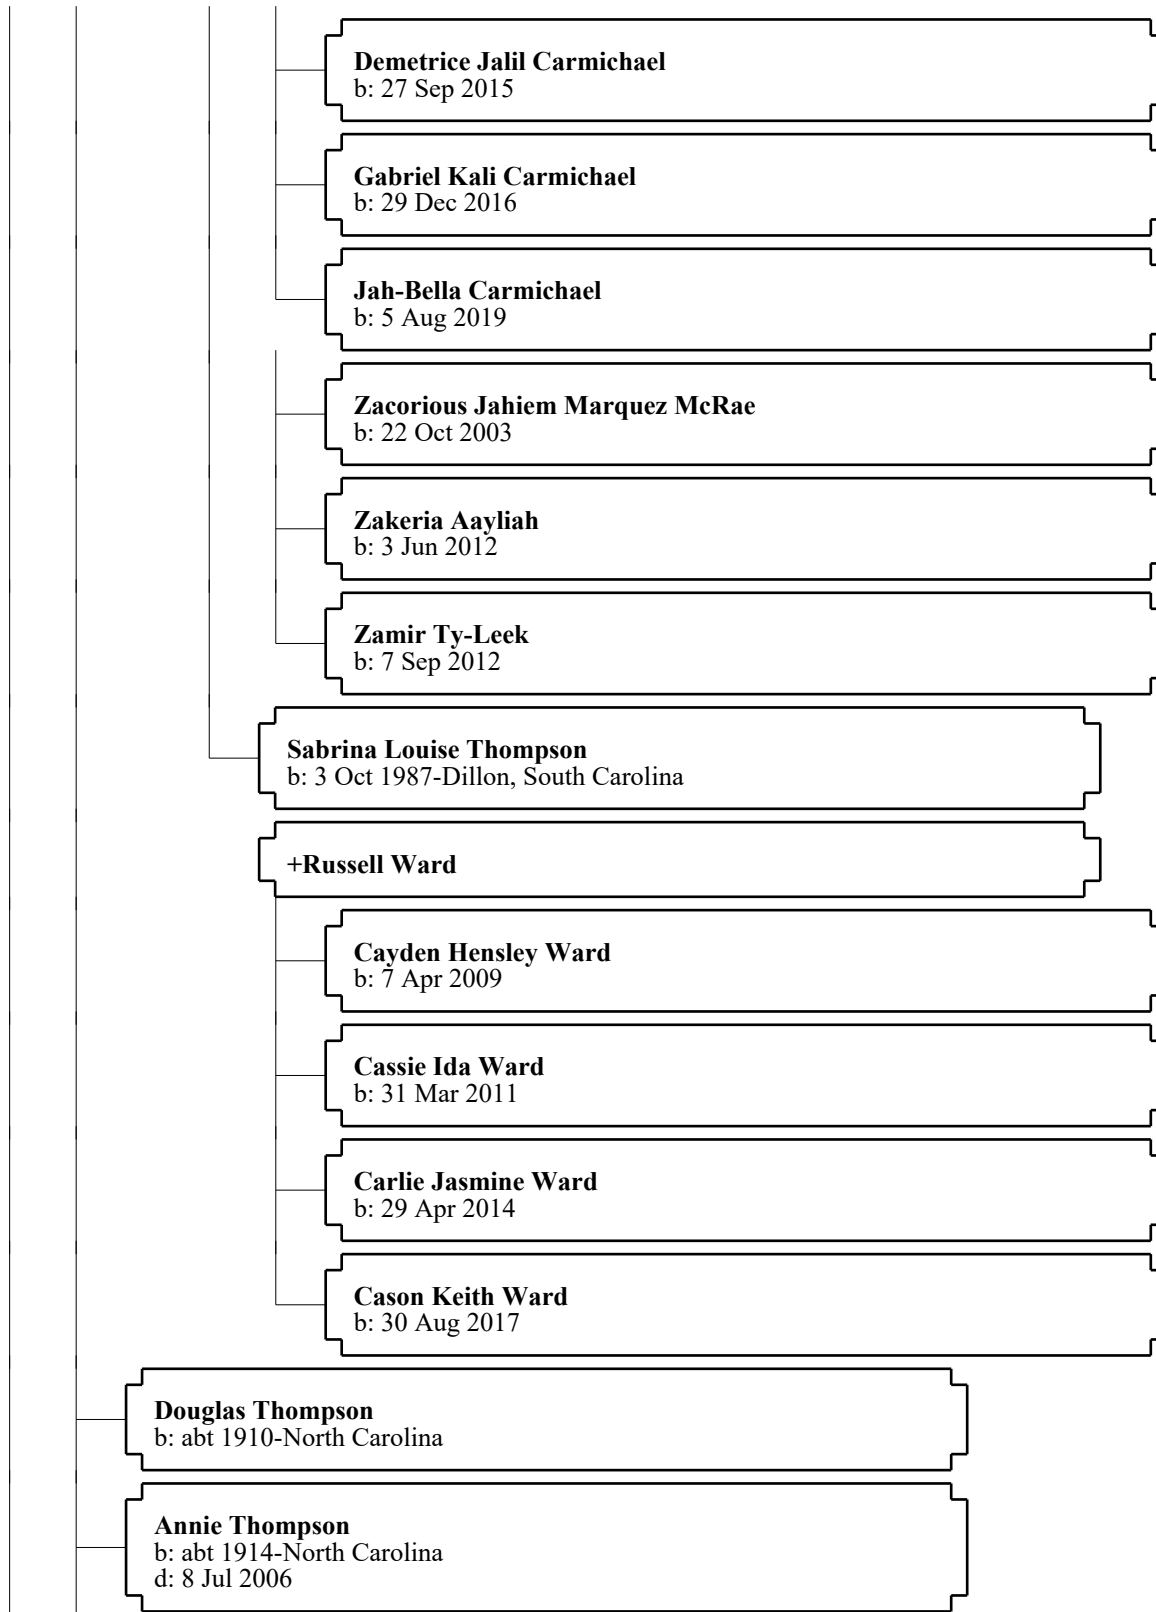 Demetrice Jalil Carmichael
b: 27 Sep 2015
Gabriel Kali Carmichael
b: 29 Dec 2016
Jah-Bella Carmichael
b: 5 Aug 2019
Zacorious Jahiem Marquez McRae
b: 22 Oct 2003
Zakeria Aayliah
b: 3 Jun 2012
Zamir Ty-Leek
b: 7 Sep 2012
Sabrina Louise Thompson
b: 3 Oct 1987-Dillon, South Carolina
+Russell Ward
Cayden Hensley Ward
b: 7 Apr 2009
Cassie Ida Ward
b: 31 Mar 2011
Carlie Jasmine Ward
b: 29 Apr 2014
Cason Keith Ward
b: 30 Aug 2017
Douglas Thompson
b: abt 1910-North Carolina
Annie Thompson
b: abt 1914-North Carolina
d: 8 Jul 2006